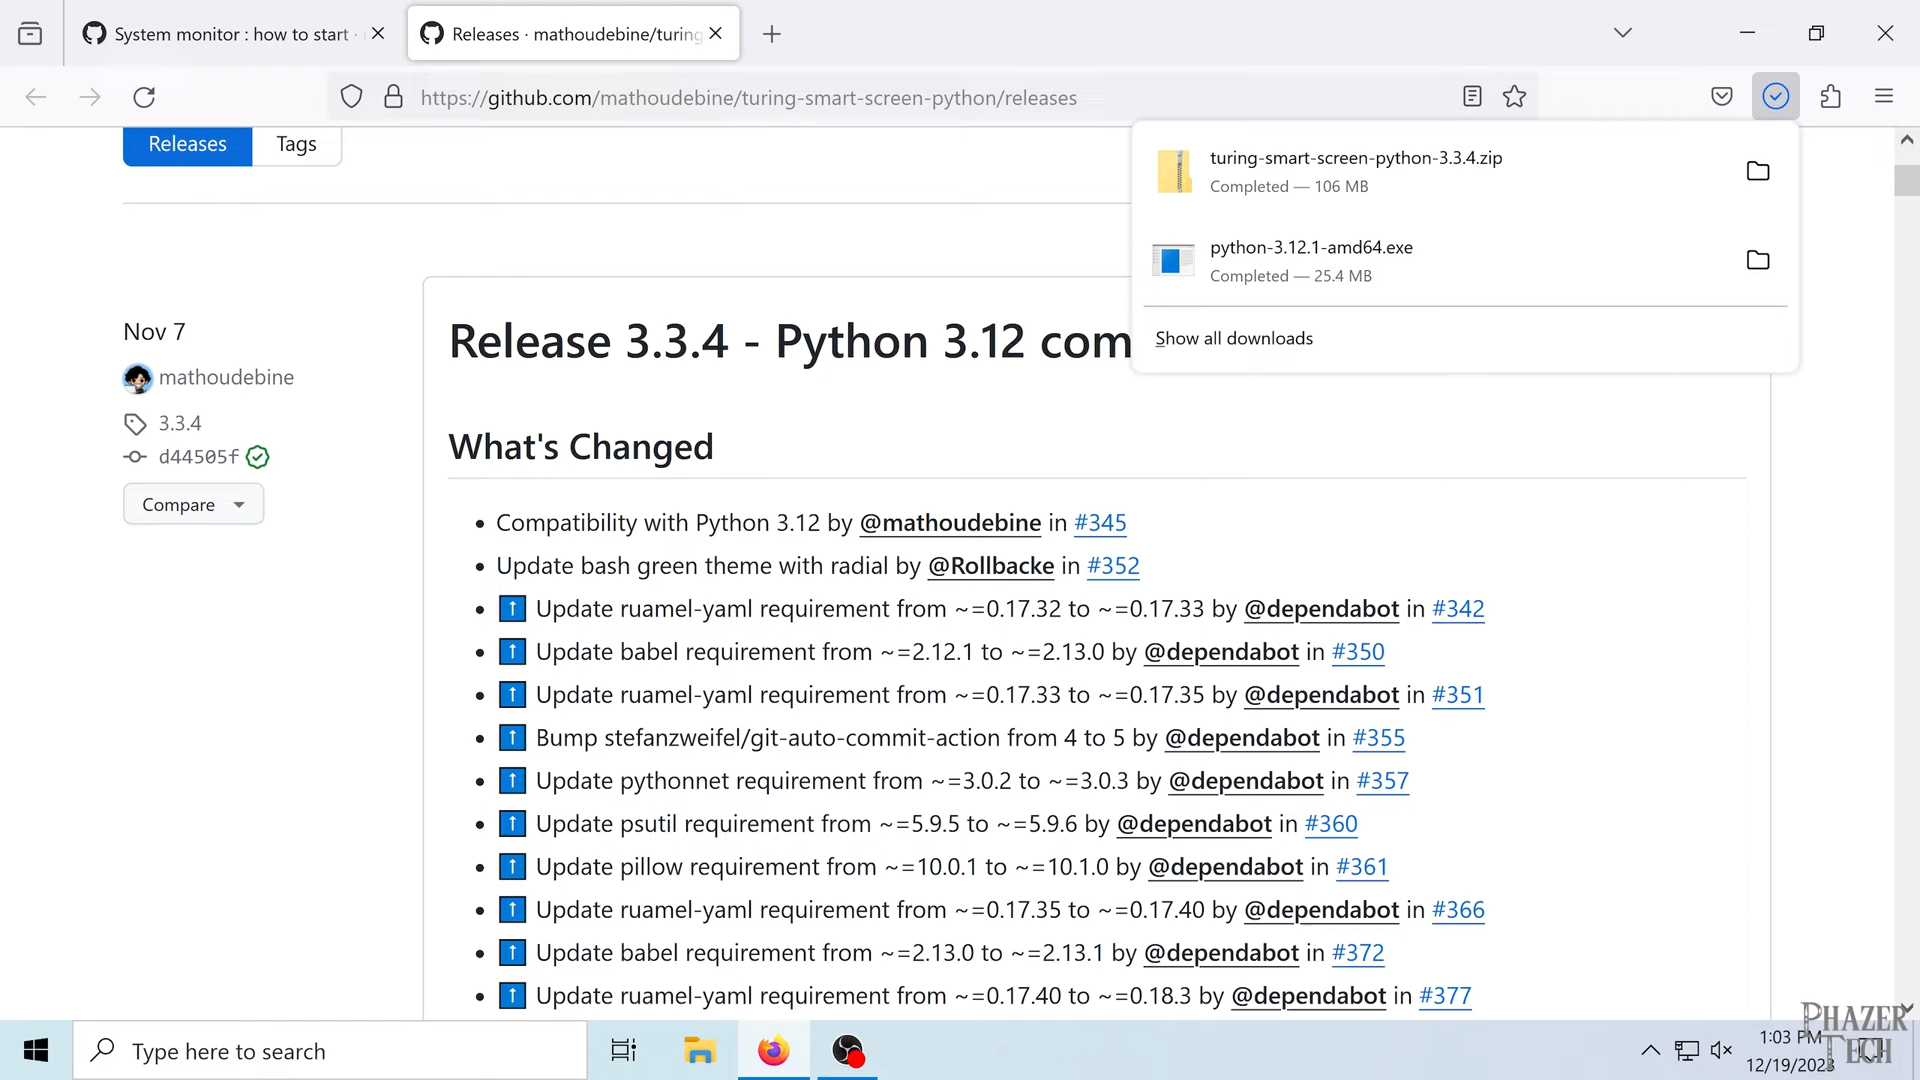 System monitor : how to start ·
Releases · mathoudebine/turing
https://github.com/mathoudebine/turing-smart-screen-python/releases
Releases
Tags
turing-smart-screen-python-3.3.4.zip
Completed — 106 MB
python-3.12.1-amd64.exe
Completed — 25.4 MB
Show all downloads
Nov 7
mathoudebine
3.3.4
d44505f
Compare
Release 3.3.4 - Python 3.12 com
What's Changed
• Compatibility with Python 3.12 by @mathoudebine in #345
• Update bash green theme with radial by @Rollbacke in #352
• ⬆️ Update ruamel-yaml requirement from ~=0.17.32 to ~=0.17.33 by @dependabot in #342
• ⬆️ Update babel requirement from ~=2.12.1 to ~=2.13.0 by @dependabot in #350
• ⬆️ Update ruamel-yaml requirement from ~=0.17.33 to ~=0.17.35 by @dependabot in #351
• ⬆️ Bump stefanzweifel/git-auto-commit-action from 4 to 5 by @dependabot in #355
• ⬆️ Update pythonnet requirement from ~=3.0.2 to ~=3.0.3 by @dependabot in #357
• ⬆️ Update psutil requirement from ~=5.9.5 to ~=5.9.6 by @dependabot in #360
• ⬆️ Update pillow requirement from ~=10.0.1 to ~=10.1.0 by @dependabot in #361
• ⬆️ Update ruamel-yaml requirement from ~=0.17.35 to ~=0.17.40 by @dependabot in #366
• ⬆️ Update babel requirement from ~=2.13.0 to ~=2.13.1 by @dependabot in #372
• ⬆️ Update ruamel-yaml requirement from ~=0.17.40 to ~=0.18.3 by @dependabot in #377
Type here to search
1:03 PM
12/19/2023
PHAZER
TECH